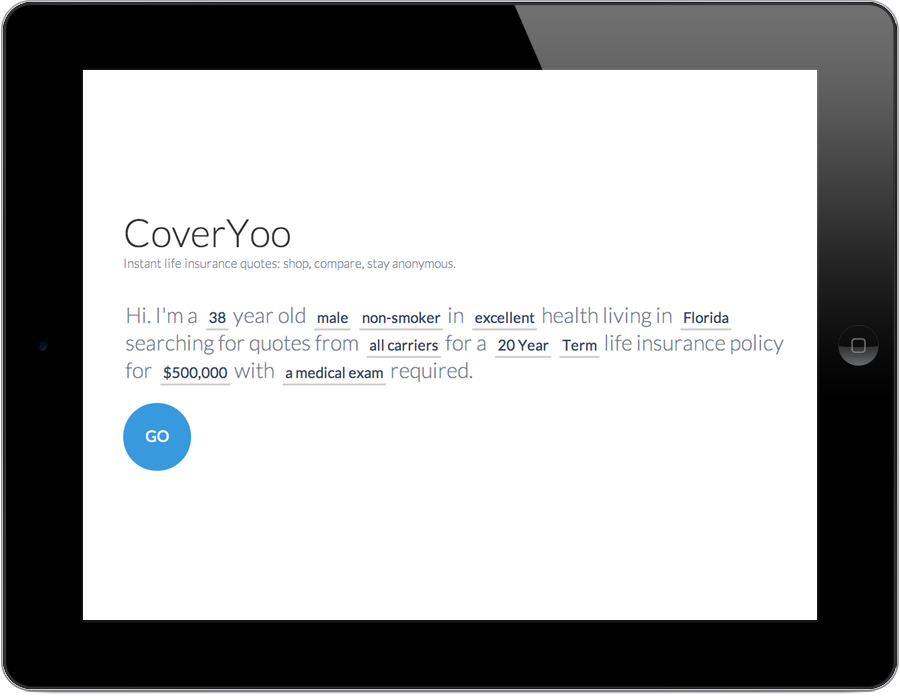 CoverYoo
Instant life insurance quotes: shop, compare, stay anonymous.
Hi. I'm a 38 year old male non-smoker in excellent health living in Florida
searching for quotes from all carriers for a 20 Year Term life insurance policy
for $500,000 with a medical exam required.
GO